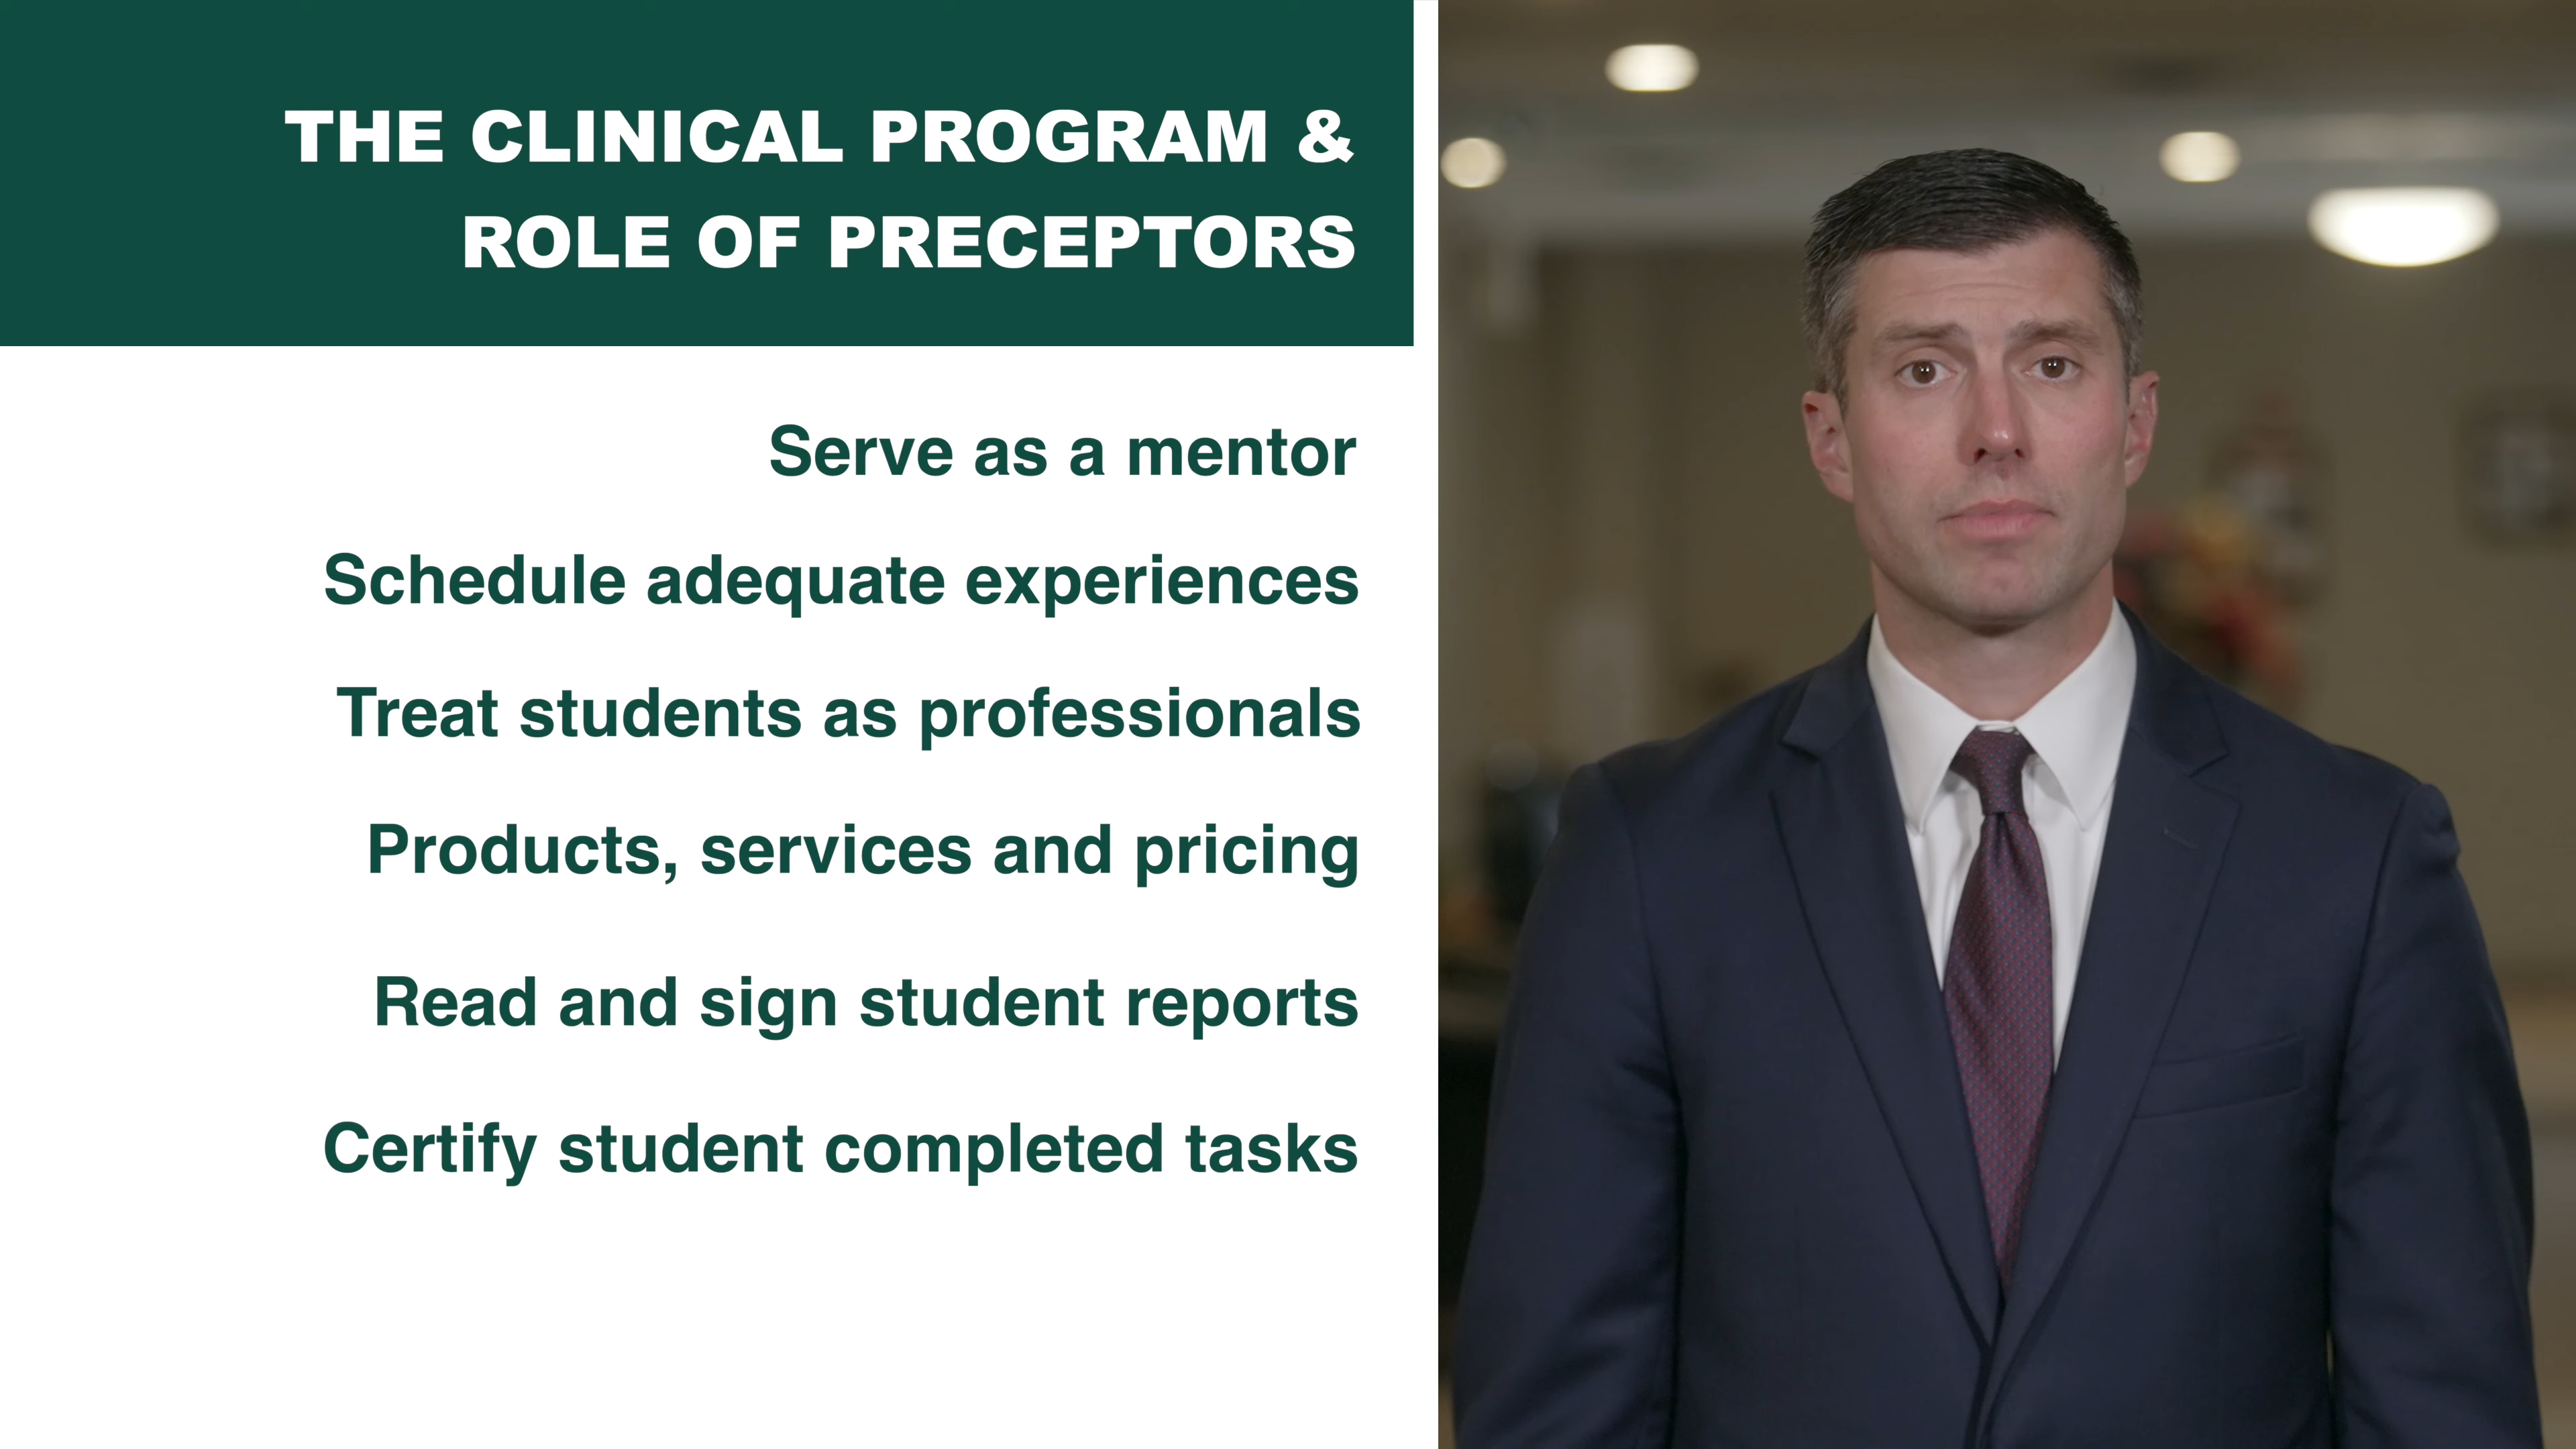 THE CLINICAL PROGRAM &
ROLE OF PRECEPTORS
Serve as a mentor
Schedule adequate experiences
Treat students as professionals
Products, services and pricing
Read and sign student reports
Certify student completed tasks